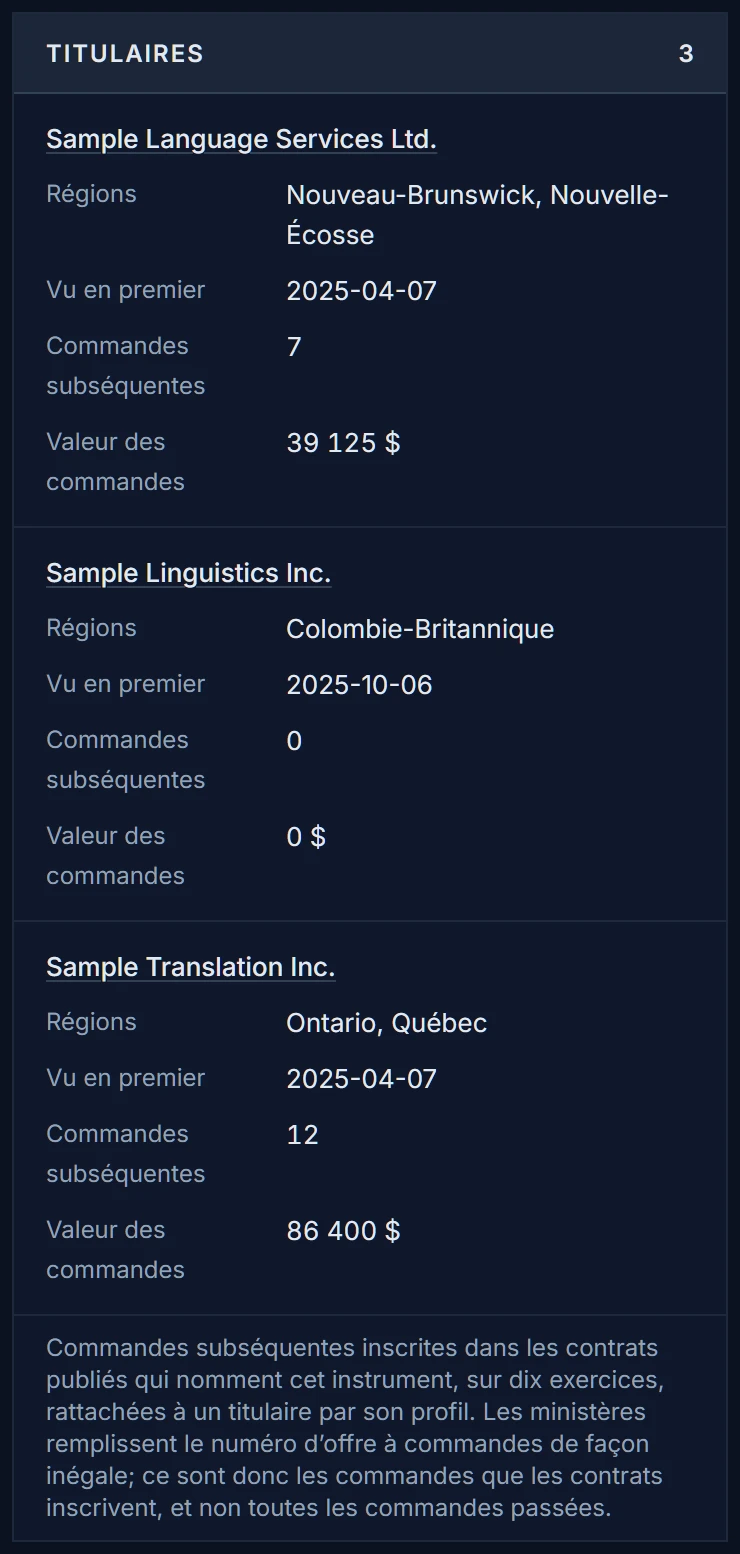 TITULAIRES 3
Sample Language Services Ltd.
Régions Nouveau-Brunswick, Nouvelle-
Écosse
Vu en premier 2025-04-07
Commandes 7
subséquentes
Valeur des 39 125 $
commandes
Sample Linguistics Inc.
Régions Colombie-Britannique
Vu en premier 2025-10-06
Commandes 0
subséquentes
Valeur des 0 $
commandes
Sample Translation Inc.
Régions Ontario, Québec
Vu en premier 2025-04-07
Commandes 12
subséquentes
Valeur des 86 400 $
commandes
Commandes subséquentes inscrites dans les contrats
publiés qui nomment cet instrument, sur dix exercices,
rattachées à un titulaire par son profil. Les ministères
remplissent le numéro d’offre à commandes de façon
inégale; ce sont donc les commandes que les contrats
inscrivent, et non toutes les commandes passées.